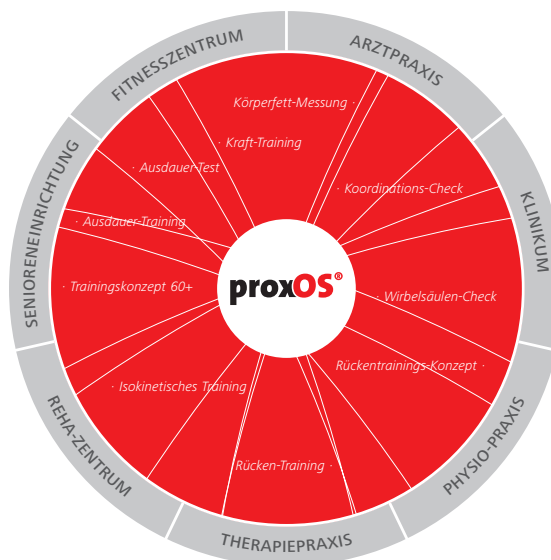 FITNESSZENTRUM
ARZTPRAXIS
KLINIKUM
PHYSIO-PRAXIS
THERAPIEPRAXIS
REHA-ZENTRUM
SENIORENEINRICHTUNG
Körperfett-Messung ·
· Kraft-Training
· Ausdauer-Test
· Koordinations-Check
· Ausdauer-Training
· Trainingskonzept 60+
proxOS®
· Wirbelsäulen-Check
Rückentrainings-Konzept ·
· Isokinetisches Training
Rücken-Training ·